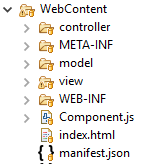 WebContent
controller
META-INF
model
view
WEB-INF
Component.js
index.html
manifest.json